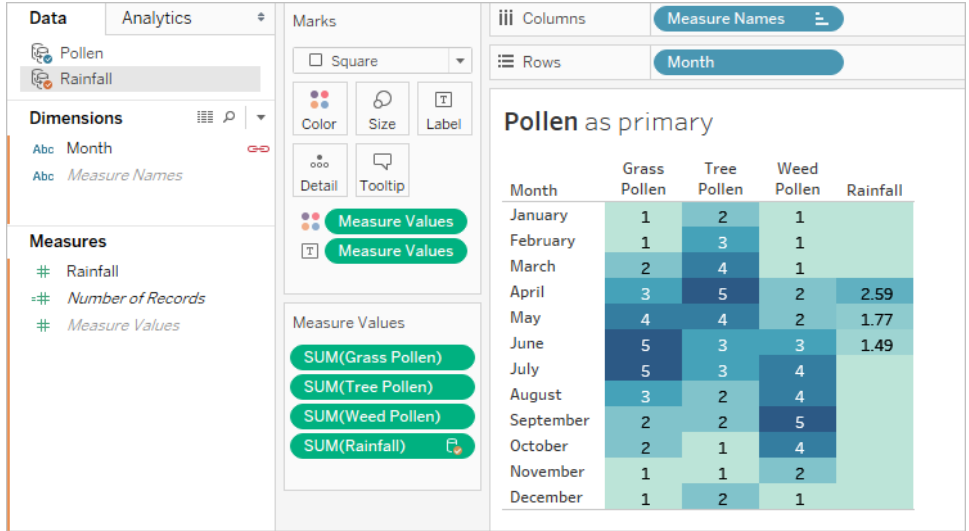 Data Analytics
Pollen
Rainfall
Dimensions
Abc Month
Abc Measure Names
Measures
# Rainfall
=# Number of Records
# Measure Values
Marks
Square
Color Size T Label
Detail Tooltip
Measure Values
T Measure Values
Measure Values
SUM(Grass Pollen)
SUM(Tree Pollen)
SUM(Weed Pollen)
SUM(Rainfall)
Columns Measure Names
Rows Month
Pollen as primary
Grass Tree Weed
Month Pollen Pollen Pollen Rainfall
January 1 2 1
February 1 3 1
March 2 4 1
April 3 5 2 2.59
May 4 4 2 1.77
June 5 3 3 1.49
July 5 3 4
August 3 2 4
September 2 2 5
October 2 1 4
November 1 1 2
December 1 2 1